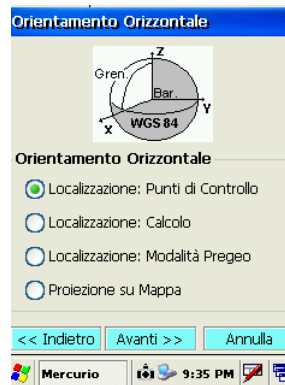 Orientamento Orizzontale
Z
Gren.
Bar.
Y
X
WGS 84
Orientamento Orizzontale
Localizzazione: Punti di Controllo
Localizzazione: Calcolo
Localizzazione: Modalità Pregeo
Proiezione su Mappa
<< Indietro Avanti >> Annulla
Mercurio 9:35 PM